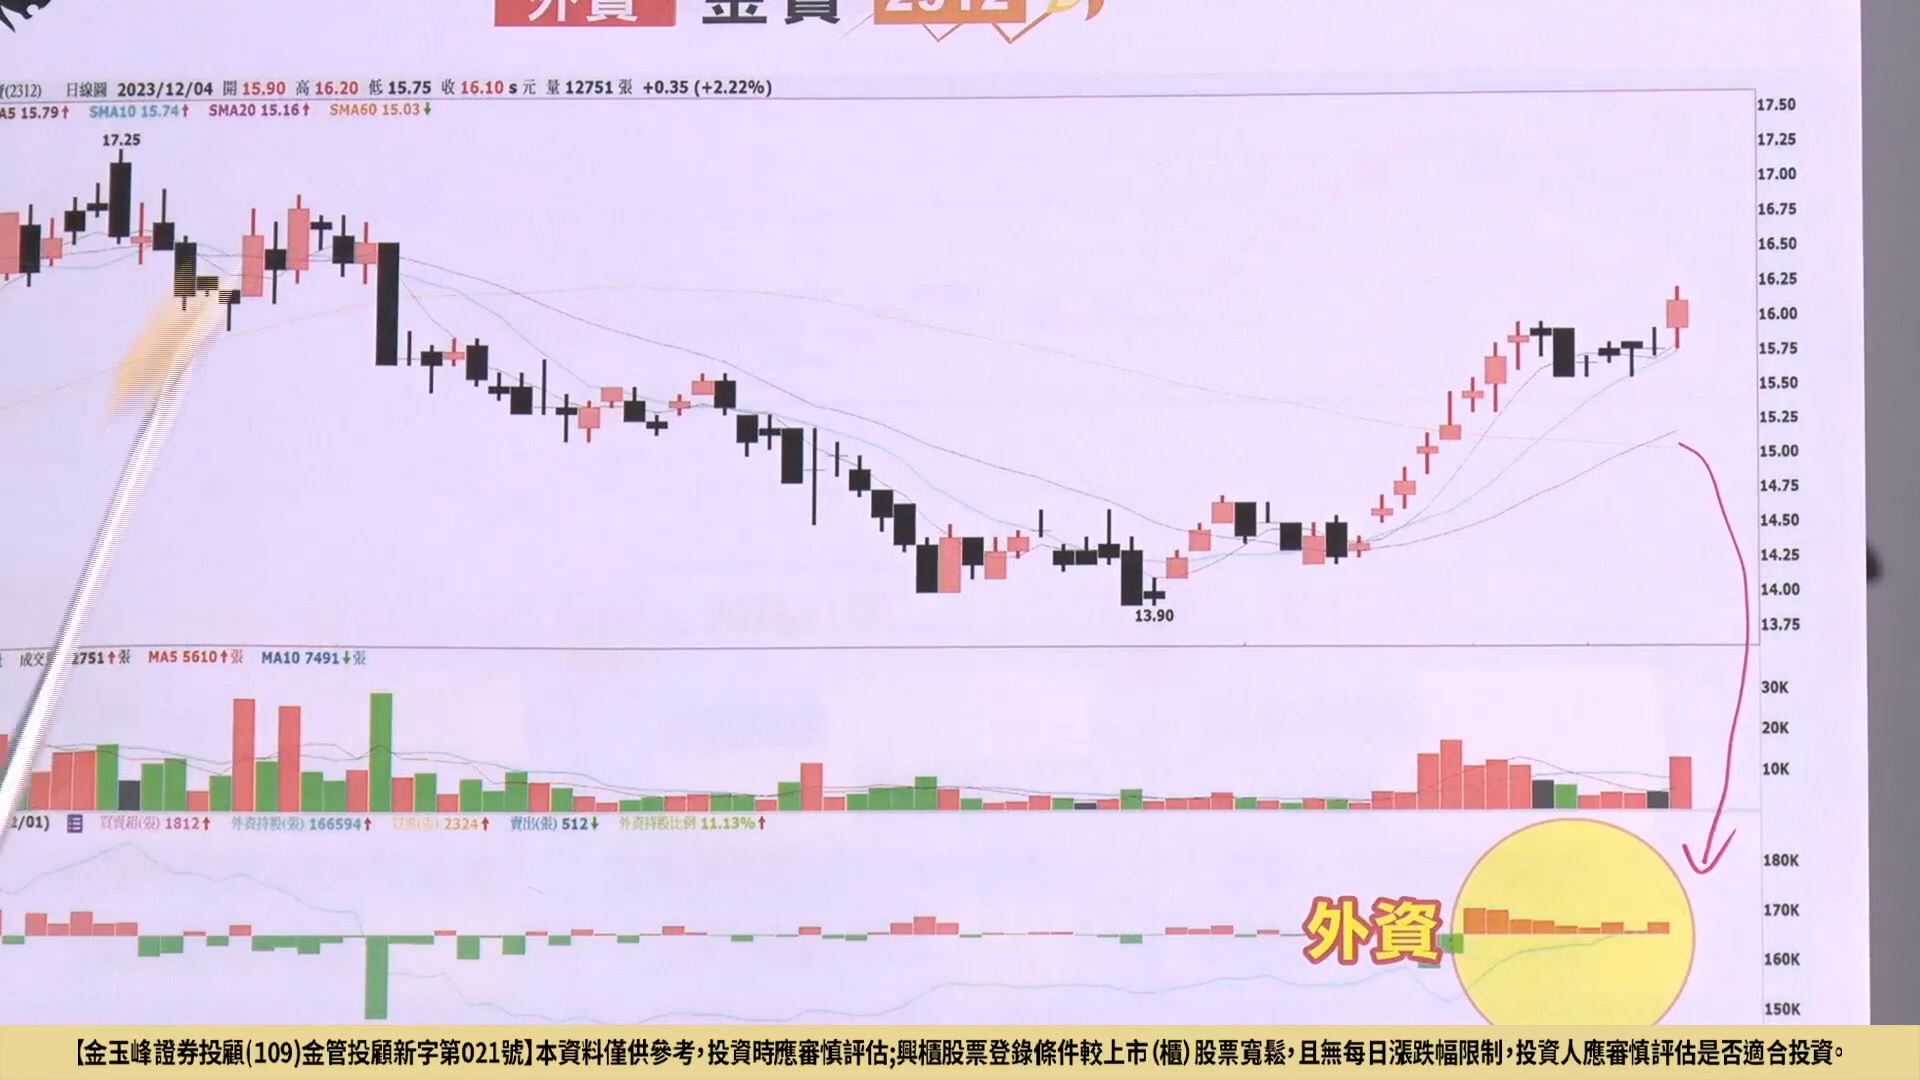 外資 金寶 2312
(2312) 日線圖 2023/12/04 開 15.90 高 16.20 低 15.75 收 16.10 s 元 量 12751 張 +0.35 (+2.22%)
A5 15.79↑ SMA10 15.74↑ SMA20 15.16↑ SMA60 15.03↓
17.25
17.50
17.25
17.00
16.75
16.50
16.25
16.00
15.75
15.50
15.25
15.00
14.75
14.50
14.25
14.00
13.75
13.90
2751↑張 MA5 5610↑張 MA10 7491↓張
30K
20K
10K
2/01) 買賣超(張) 1812↑ 外資持股(張) 166594↑ 買進(張) 2324↑ 賣出(張) 512↓ 外資持股比例 11.13%↑
180K
170K
160K
150K
外資
【金玉峰證券投顧(109)金管投顧新字第021號】本資料僅供參考,投資時應審慎評估;興櫃股票登錄條件較上市(櫃)股票寬鬆,且無每日漲跌幅限制,投資人應審慎評估是否適合投資。